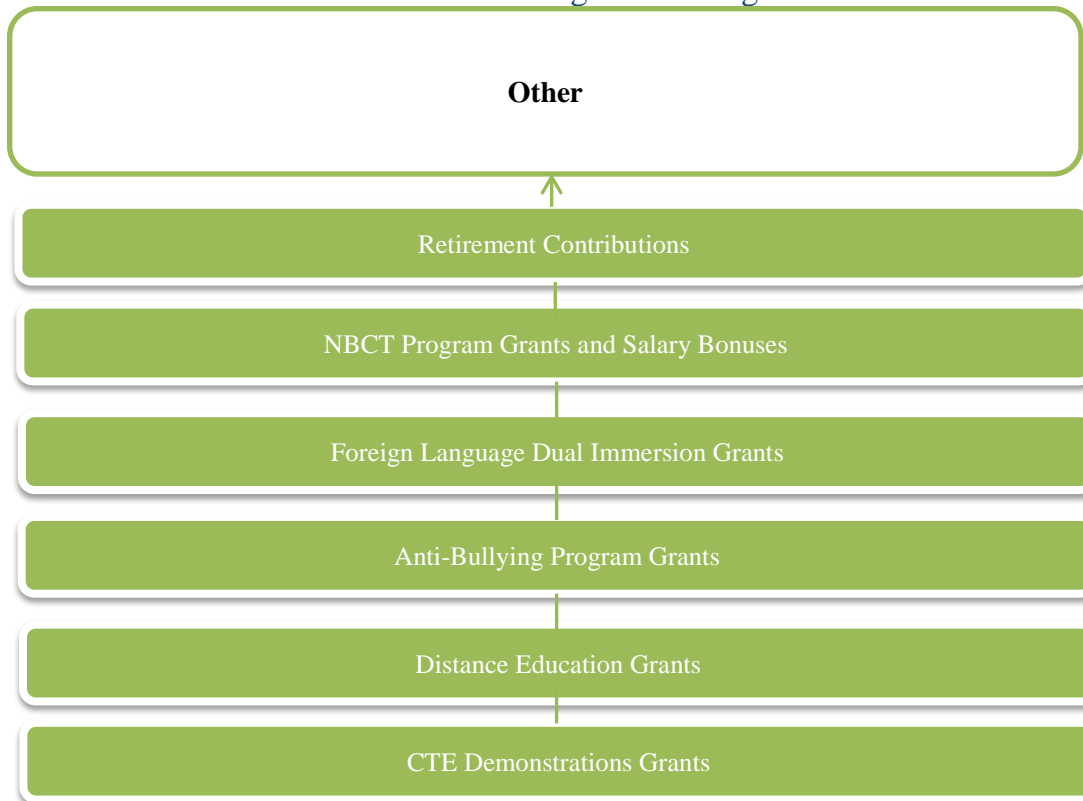 Other
Retirement Contributions
NBCT Program Grants and Salary Bonuses
Foreign Language Dual Immersion Grants
Anti-Bullying Program Grants
Distance Education Grants
CTE Demonstrations Grants